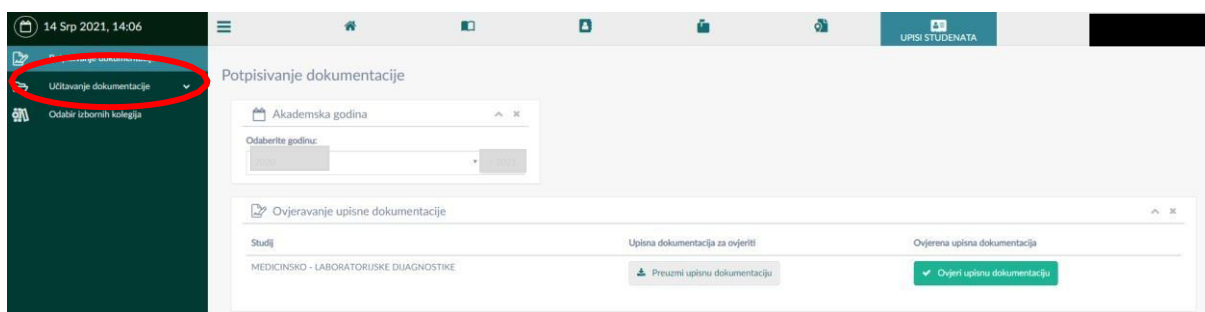 14 Srp 2021, 14:06
UPISI STUDENATA
Učitavanje dokumentacije
Odabir izbornih kolegija
Potpisivanje dokumentacije
Akademska godina
Odaberite godinu:
2020
2021
Ovjeravanje upisne dokumentacije
Studij Upisna dokumentacija za ovjeriti Ovjerena upisna dokumentacija
MEDICINSKO - LABORATORIJSKE DIJAGNOSTIKE Preuzmi upisnu dokumentaciju Ovjeri upisnu dokumentaciju